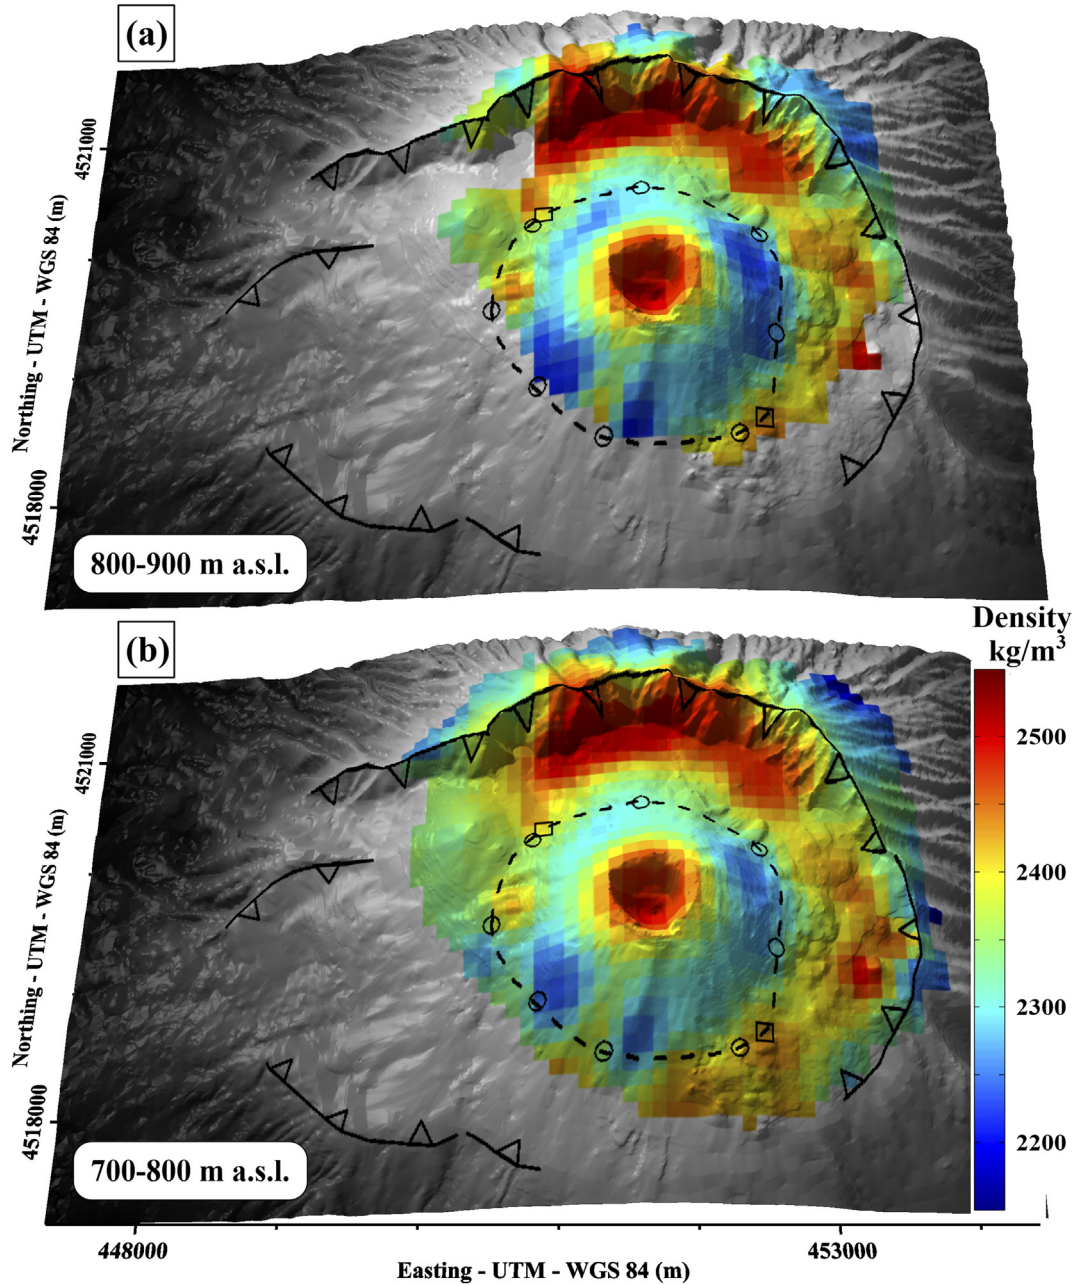 (a)
4521000
Northing - UTM - WGS 84 (m)
4518000
800-900 m a.s.l.
Density
kg/m³
(b)
2500
4521000
2400
Northing - UTM - WGS 84 (m)
2300
4518000
2200
700-800 m a.s.l.
448000
453000
Easting - UTM - WGS 84 (m)